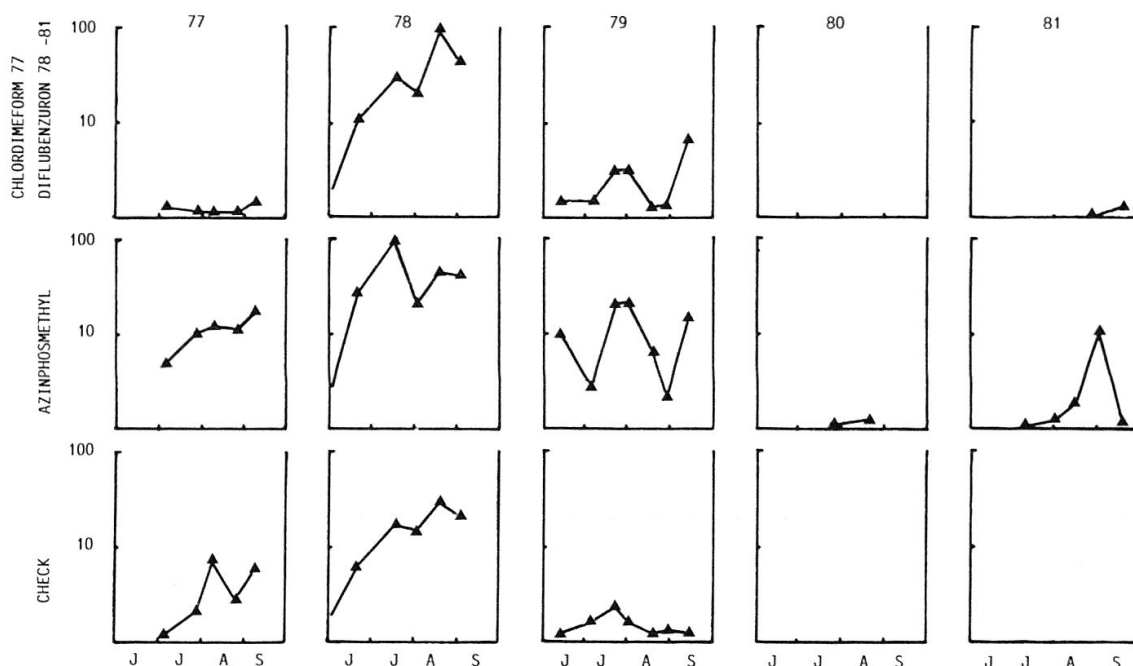 77 78 79 80 81
CHLORDIMEFORM 77
DIFLUBENZURON 78 -81
100
10
AZINPHOSMETHYL
100
10
CHECK
100
10
J J A S J J A S J J A S J J A S J J A S